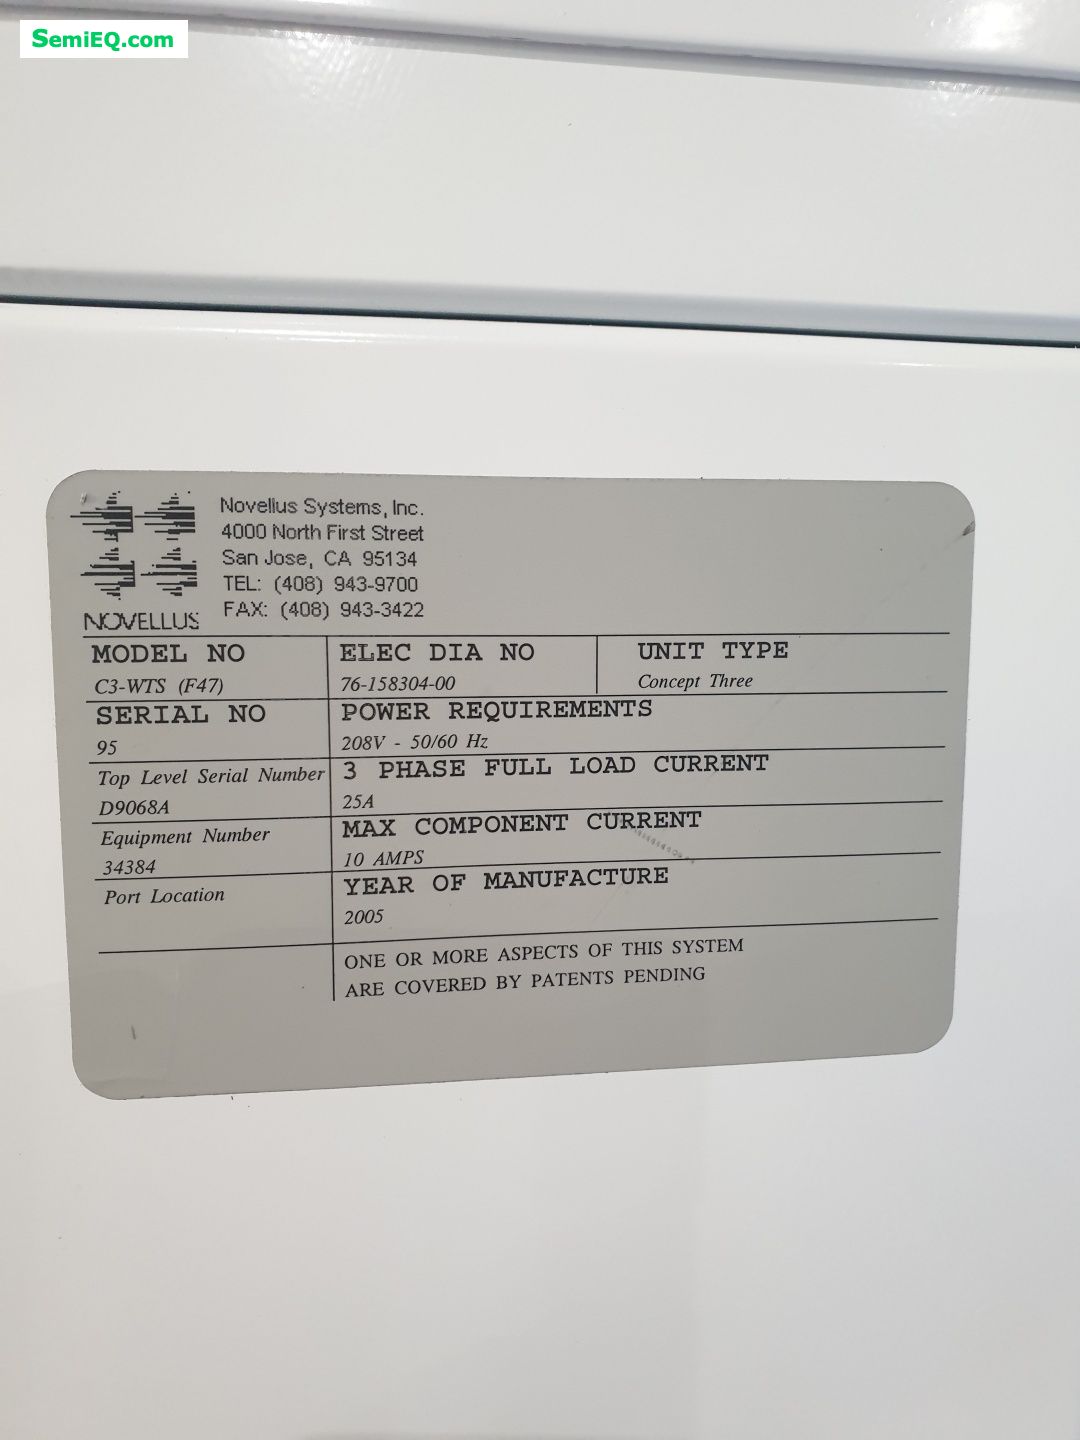 SemiEQ.com
Novellus Systems, Inc.
4000 North First Street
San Jose, CA 95134
TEL: (408) 943-9700
FAX: (408) 943-3422
NOVELLUS
MODEL NO
C3-WTS (F47)
ELEC DIA NO
76-158304-00
UNIT TYPE
Concept Three
SERIAL NO
95
POWER REQUIREMENTS
208V - 50/60 Hz
Top Level Serial Number
D9068A
3 PHASE FULL LOAD CURRENT
25A
Equipment Number
34384
MAX COMPONENT CURRENT
10 AMPS
Port Location
YEAR OF MANUFACTURE
2005
ONE OR MORE ASPECTS OF THIS SYSTEM
ARE COVERED BY PATENTS PENDING